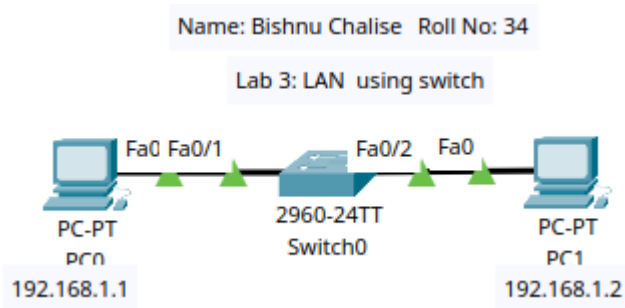 Name: Bishnu Chalise Roll No: 34
Lab 3: LAN using switch
Fa0 Fa0/1 Fa0/2 Fa0
PC-PT
PC0
2960-24TT
Switch0
PC-PT
PC1
192.168.1.1
192.168.1.2